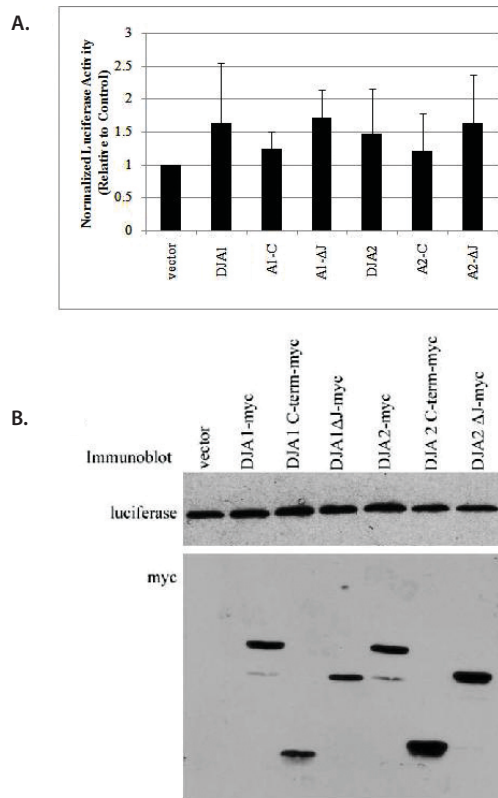 A.
Normalized Luciferase Activity
(Relative to Control)
3
2.5
2
1.5
1
0.5
0
vector
DJA1
A1-C
A1-ΔJ
DJA2
A2-C
A2-ΔJ
B.
Immunoblot
vector
DJA1-myc
DJA1 C-term-myc
DJA1ΔJ-myc
DJA2-myc
DJA 2 C-term-myc
DJA2 ΔJ-myc
luciferase
myc